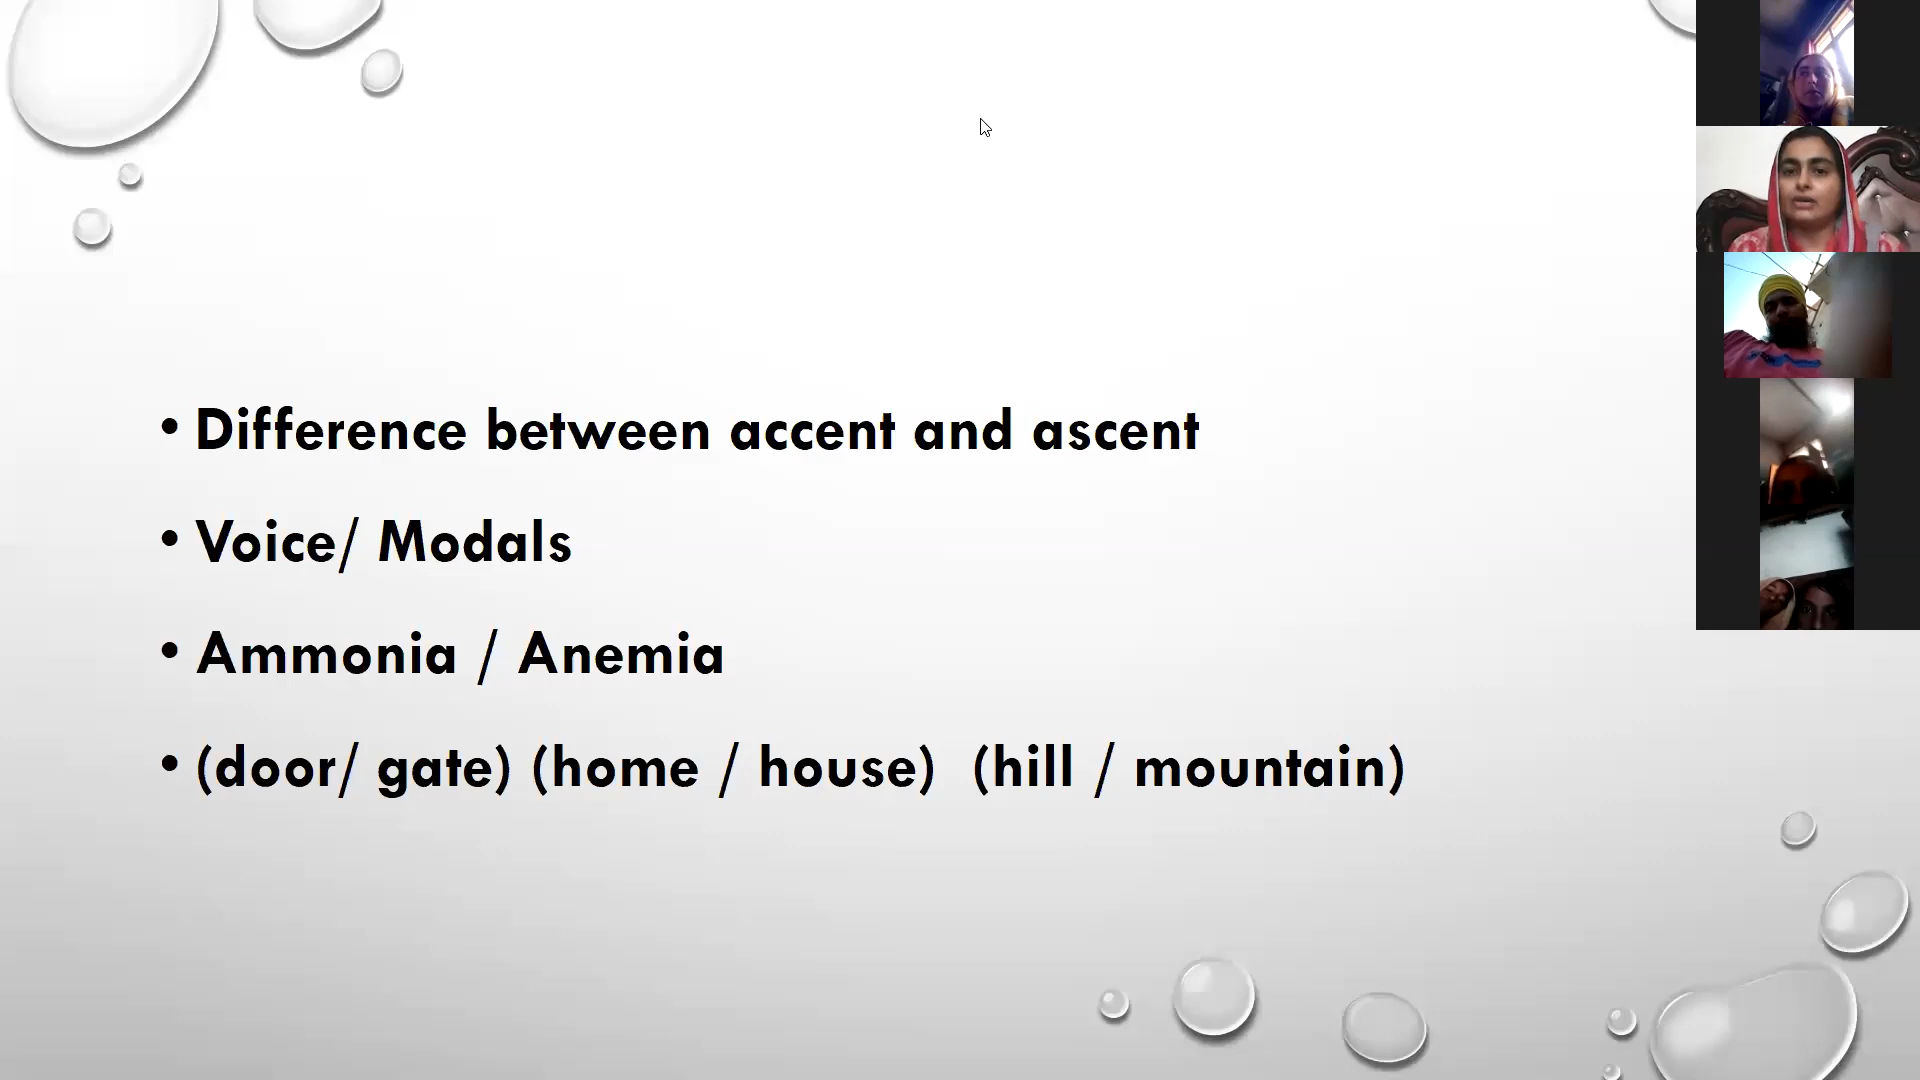 • Difference between accent and ascent
• Voice/ Modals
• Ammonia / Anemia
• (door/ gate) (home / house)  (hill / mountain)